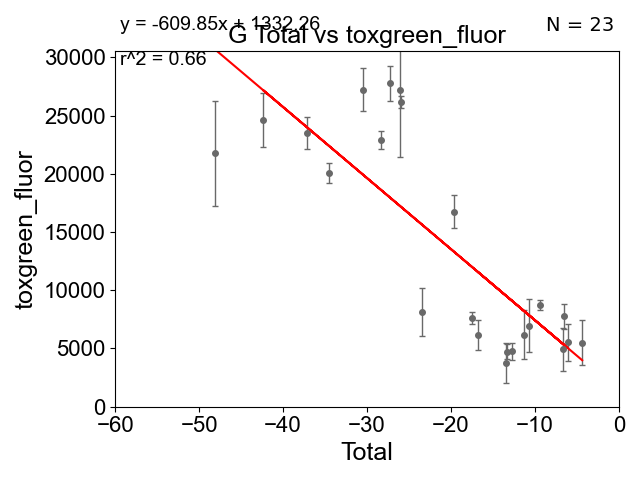 y = -609.85x + 1332.26
G Total vs toxgreen_fluor
N = 23
r^2 = 0.66
30000
25000
20000
15000
10000
5000
0
toxgreen_fluor
−60 −50 −40 −30 −20 −10 0
Total